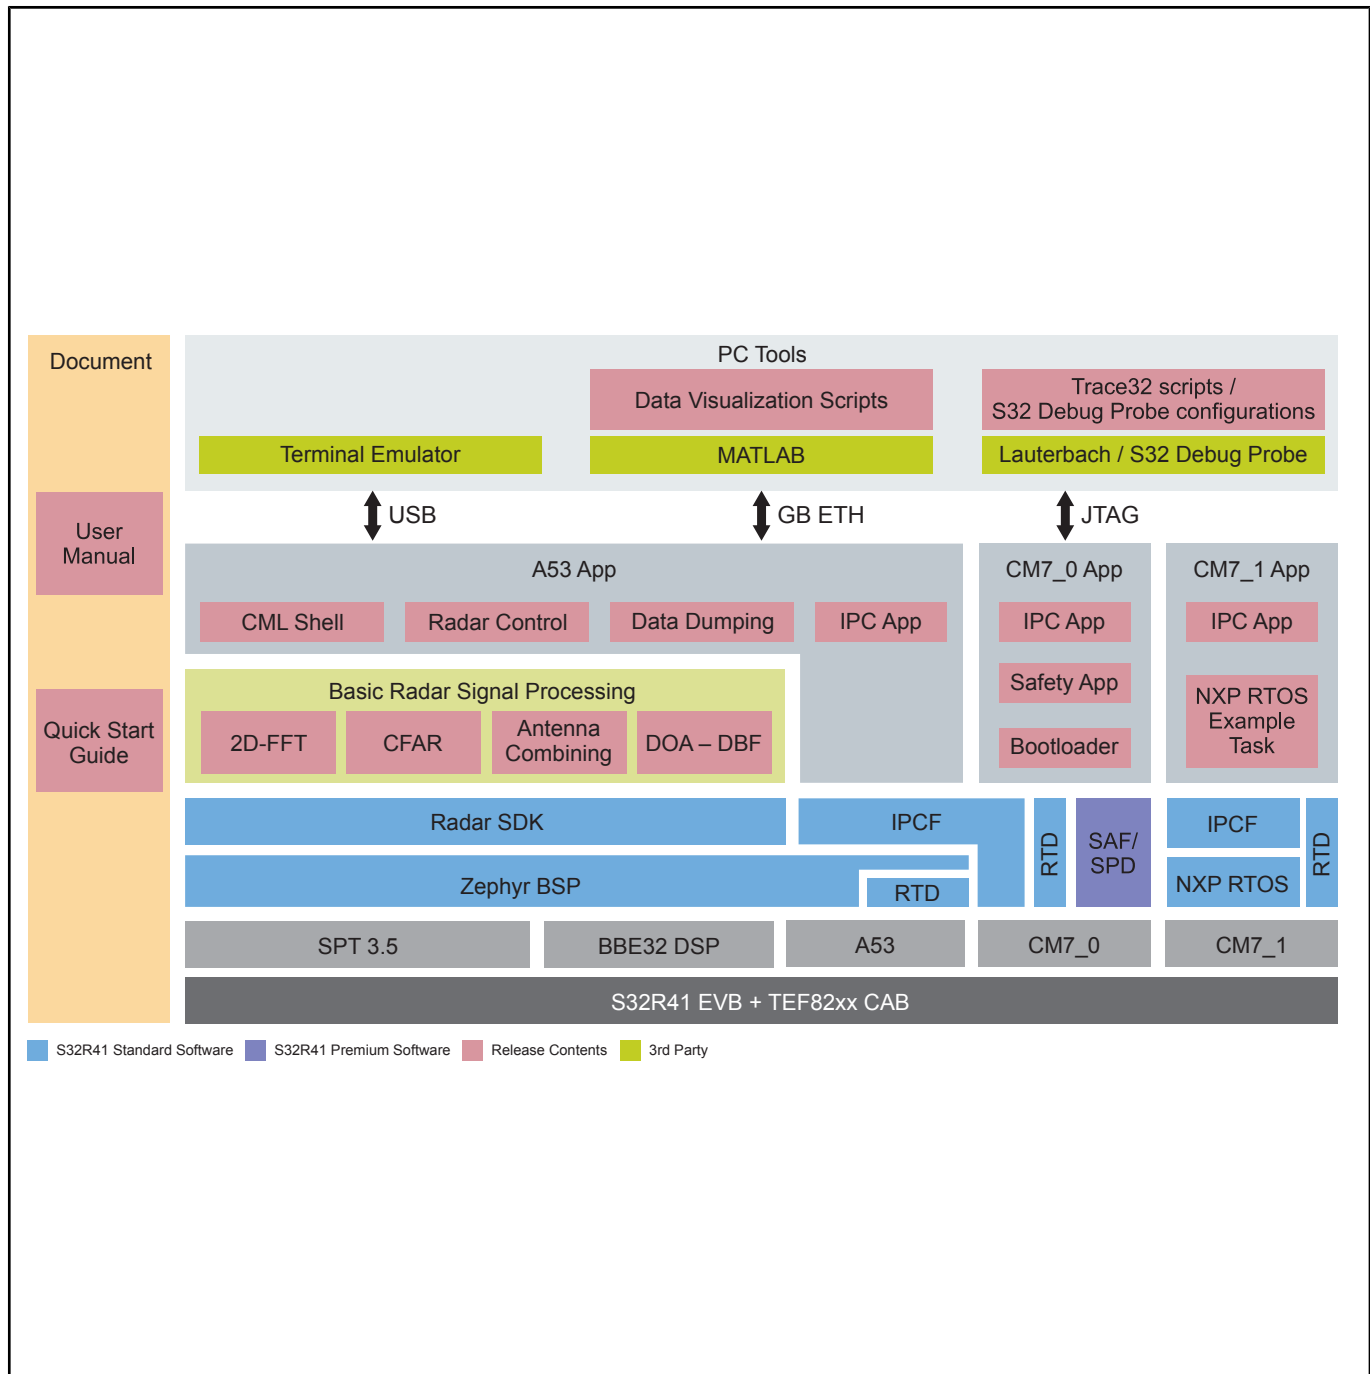 Document
User
Manual
Quick Start
Guide
PC Tools
Data Visualization Scripts
Trace32 scripts /
S32 Debug Probe configurations
Terminal Emulator
MATLAB
Lauterbach / S32 Debug Probe
USB
GB ETH
JTAG
A53 App
CML Shell
Radar Control
Data Dumping
IPC App
CM7_0 App
IPC App
Safety App
Bootloader
CM7_1 App
IPC App
NXP RTOS
Example
Task
Basic Radar Signal Processing
2D-FFT
CFAR
Antenna
Combining
DOA – DBF
Radar SDK
IPCF
RTD
SAF/
SPD
IPCF
RTD
Zephyr BSP
RTD
NXP RTOS
SPT 3.5
BBE32 DSP
A53
CM7_0
CM7_1
S32R41 EVB + TEF82xx CAB
S32R41 Standard Software
S32R41 Premium Software
Release Contents
3rd Party